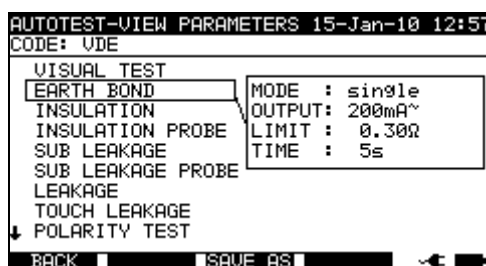 AUTOTEST-VIEW PARAMETERS 15-Jan-10 12:57
CODE: VDE
VISUAL TEST
EARTH BOND
INSULATION
INSULATION PROBE
SUB LEAKAGE
SUB LEAKAGE PROBE
LEAKAGE
TOUCH LEAKAGE
POLARITY TEST
MODE : single
OUTPUT: 200mA~
LIMIT : 0.30Ω
TIME : 5s
BACK
SAVE AS